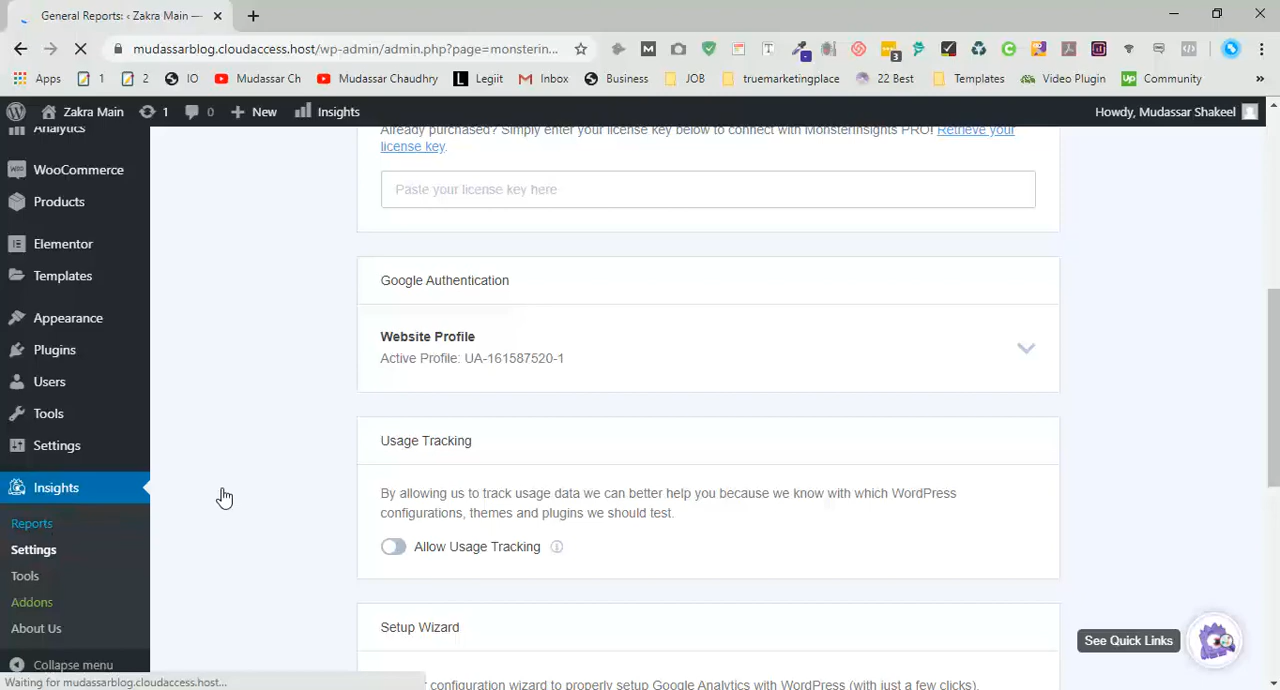 General Reports: ‹ Zakra Main —
mudassarblog.cloudaccess.host/wp-admin/admin.php?page=monsterin...
Apps 1 2 IO Mudassar Ch Mudassar Chaudhry Legiit Inbox Business JOB truemarketingplace 22 Best Templates Video Plugin Community »
Zakra Main 1 0 New Insights Howdy, Mudassar Shakeel
Analytics
WooCommerce
Products
Elementor
Templates
Appearance
Plugins
Users
Tools
Settings
Insights
Reports
Settings
Tools
Addons
About Us
Collapse menu
Already purchased? Simply enter your license key below to connect with MonsterInsights PRO! Retrieve your
license key.
Paste your license key here
Google Authentication
Website Profile
Active Profile: UA-161587520-1
Usage Tracking
By allowing us to track usage data we can better help you because we know with which WordPress
configurations, themes and plugins we should test.
Allow Usage Tracking
Setup Wizard
configuration wizard to properly setup Google Analytics with WordPress (with just a few clicks).
See Quick Links
Waiting for mudassarblog.cloudaccess.host...